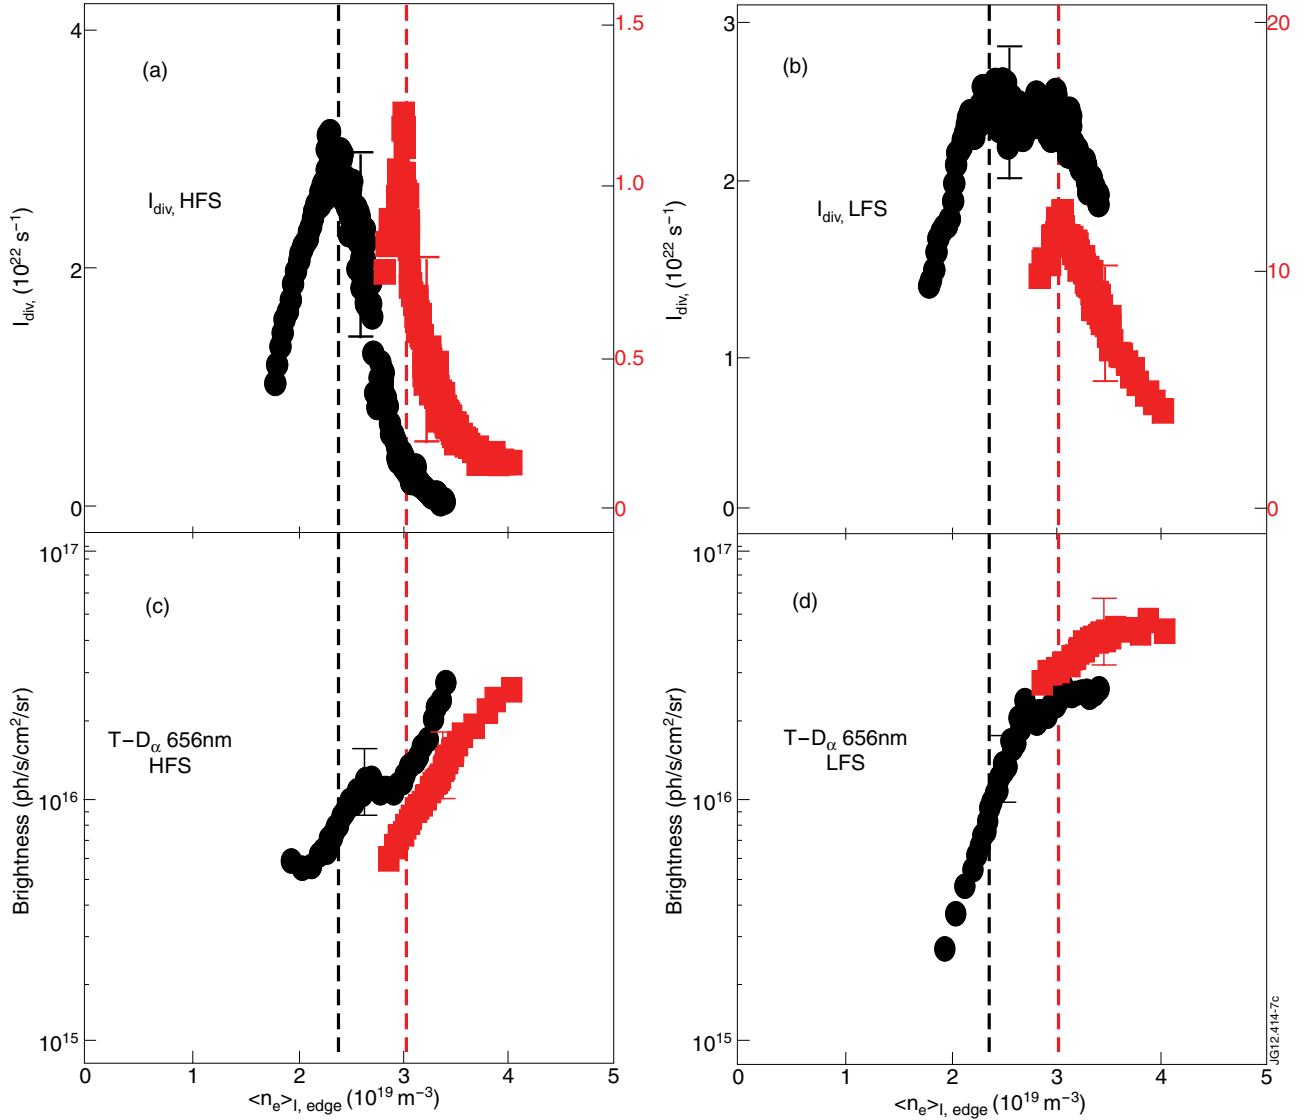 4
2
0
I_div, (10^22 s^−1)
(a)
I_div, HFS
1.5
1.0
0.5
0
3
2
1
0
I_div, (10^22 s^−1)
(b)
I_div, LFS
20
10
0
10^17
10^16
10^15
Brightness (ph/s/cm^2/sr)
(c)
T−D_α 656nm
HFS
0 1 2 3 4 5
<n_e>_l, edge (10^19 m^−3)
10^17
10^16
10^15
Brightness (ph/s/cm^2/sr)
(d)
T−D_α 656nm
LFS
0 1 2 3 4 5
<n_e>_l, edge (10^19 m^−3)
JG12.414-7c